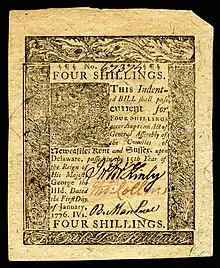 No. 67376
FOUR SHILLINGS.
THIS Indent-
ed BILL shall pass
current for
FOUR SHILLINGS,
according to an Act of
General Assembly of
the Counties of
Newcastle, Kent and Sussex, upon
Delaware, passed in the 15th Year of
the Reign of
His Majesty
George the
IIId. Dated
the First Day
of January,
1776. (4s.)
FOUR SHILLINGS.